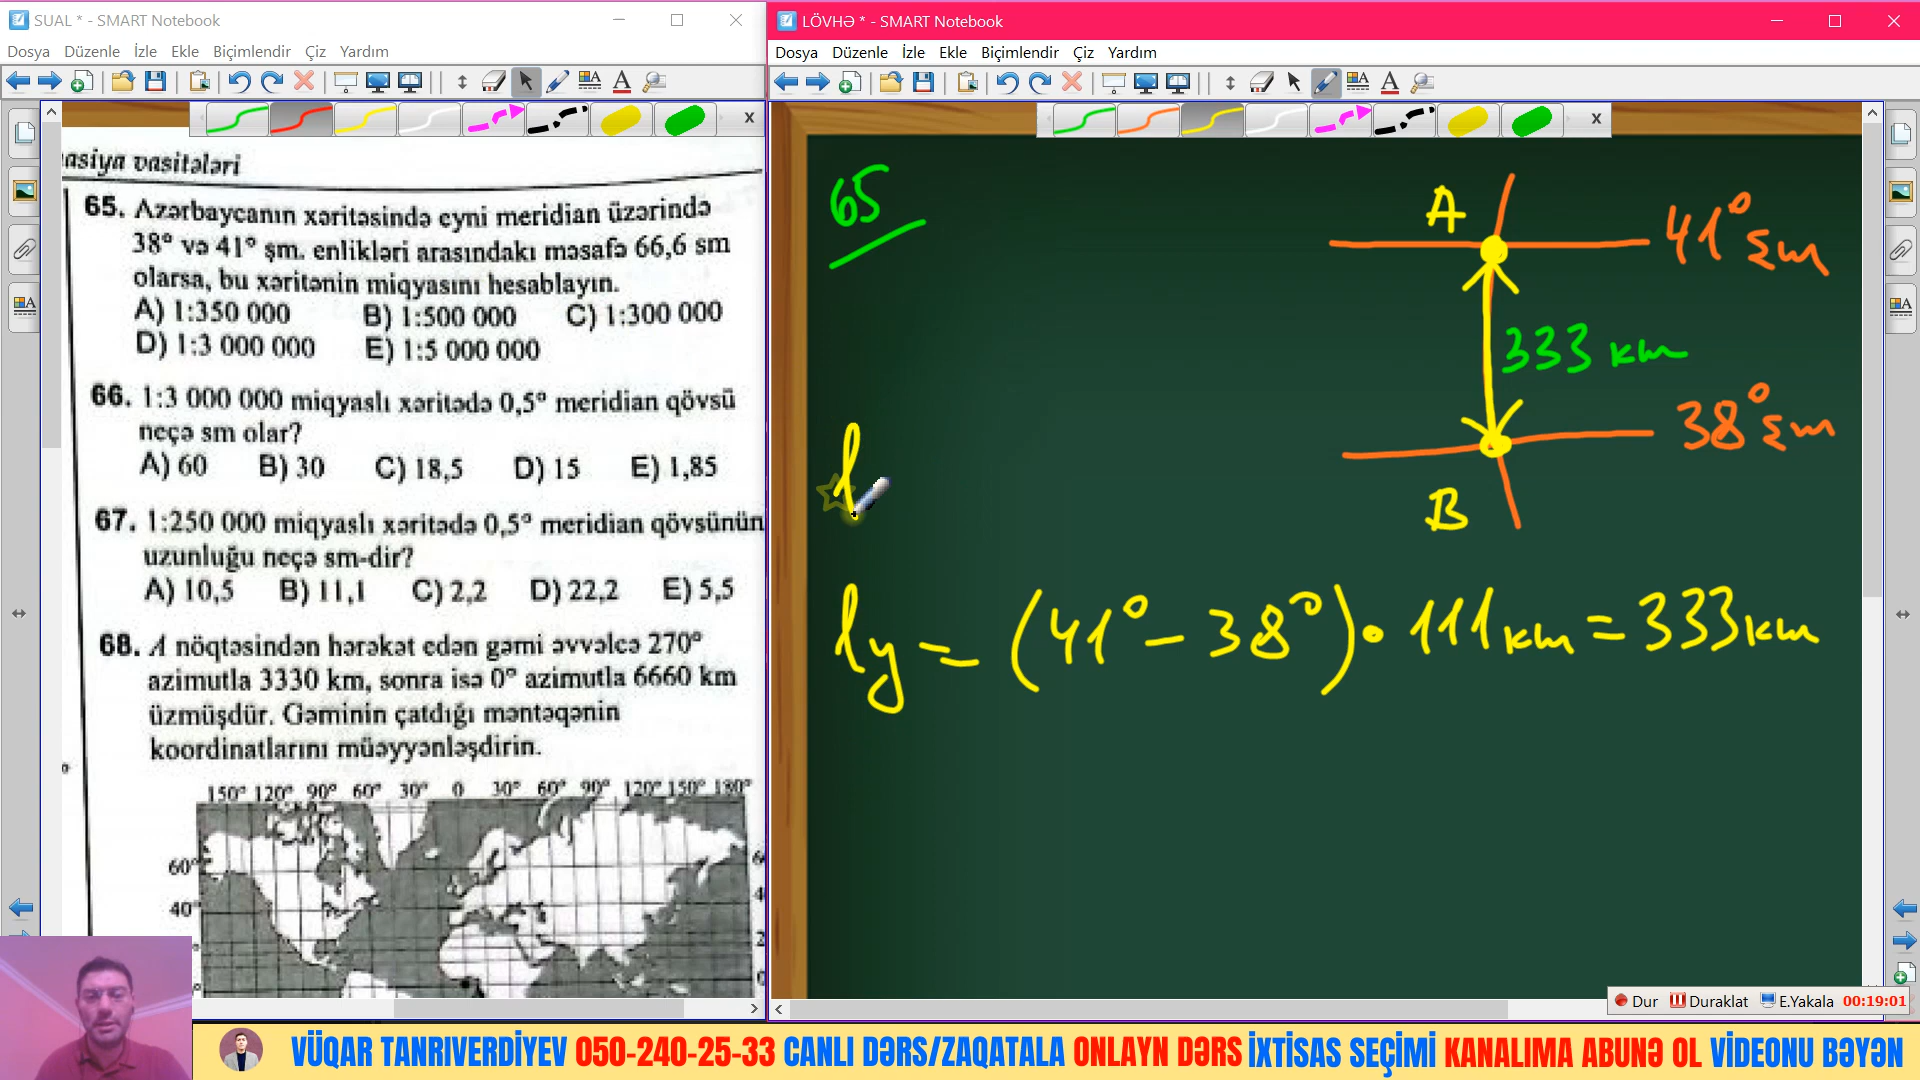 SUAL * - SMART Notebook
Dosya Düzenle İzle Ekle Biçimlendir Çiz Yardım
x
asiya vasitələri
65. Azərbaycanın xəritəsində eyni meridian üzərində
38° və 41° şm. enlikləri arasındakı məsafə 66,6 sm
olarsa, bu xəritənin miqyasını hesablayın.
A) 1:350 000 B) 1:500 000 C) 1:300 000
D) 1:3 000 000 E) 1:5 000 000
66. 1:3 000 000 miqyaslı xəritədə 0,5° meridian qövsü
neçə sm olar?
A) 60 B) 30 C) 18,5 D) 15 E) 1,85
67. 1:250 000 miqyaslı xəritədə 0,5° meridian qövsünün
uzunluğu neçə sm-dir?
A) 10,5 B) 11,1 C) 2,2 D) 22,2 E) 5,5
68. A nöqtəsindən hərəkət edən gəmi əvvəlcə 270°
azimutla 3330 km, sonra isə 0° azimutla 6660 km
üzmüşdür. Gəminin çatdığı məntəqənin
koordinatlarını müəyyənləşdirin.
150° 120° 90° 60° 30° 0 30° 60° 90° 120° 150° 180°
60°
40°
LÖVHƏ * - SMART Notebook
Dosya Düzenle İzle Ekle Biçimlendir Çiz Yardım
x
65
A
41° şm
333 km
38° şm
B
l
ly = (41° - 38°) • 111 km = 333 km
Dur Duraklat E.Yakala 00:19:01
VÜQAR TANRIVERDİYEV 050-240-25-33 CANLI DƏRS/ZAQATALA ONLAYN DƏRS İXTİSAS SEÇİMİ KANALIMA ABUNƏ OL VİDEONU BƏYƏN